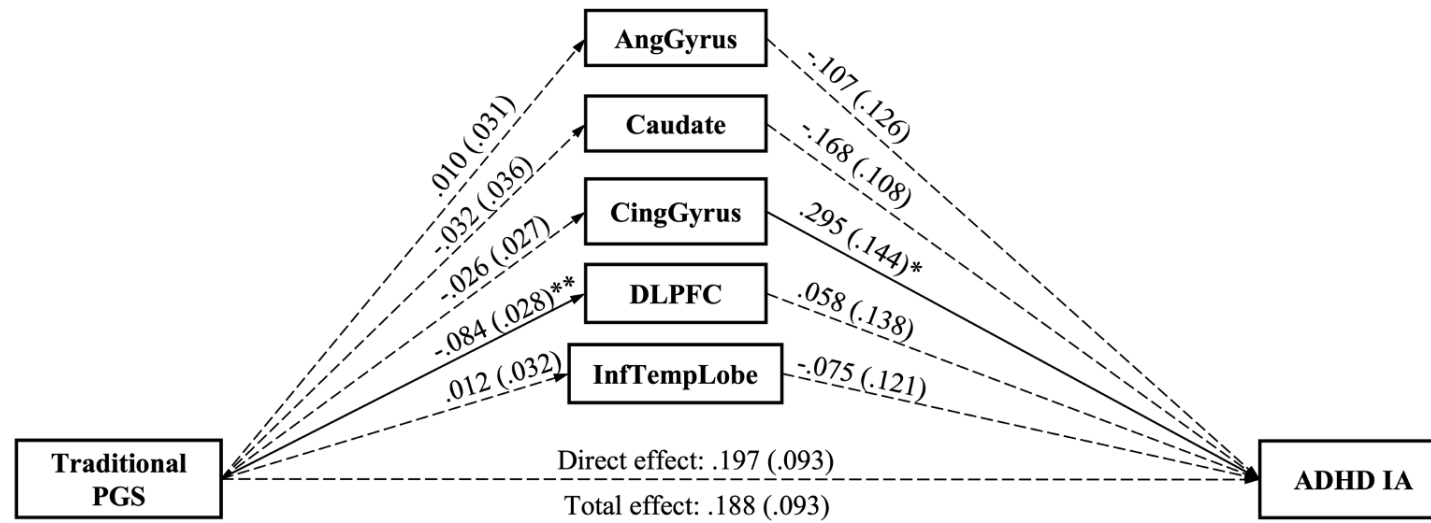 AngGyrus
Caudate
CingGyrus
DLPFC
InfTempLobe
.010 (.031)
-.032 (.036)
-.026 (.027)
-.084 (.028)**
.012 (.032)
-.107 (.126)
-.168 (.108)
.295 (.144)*
.058 (.138)
-.075 (.121)
Traditional
PGS
Direct effect: .197 (.093)
Total effect: .188 (.093)
ADHD IA